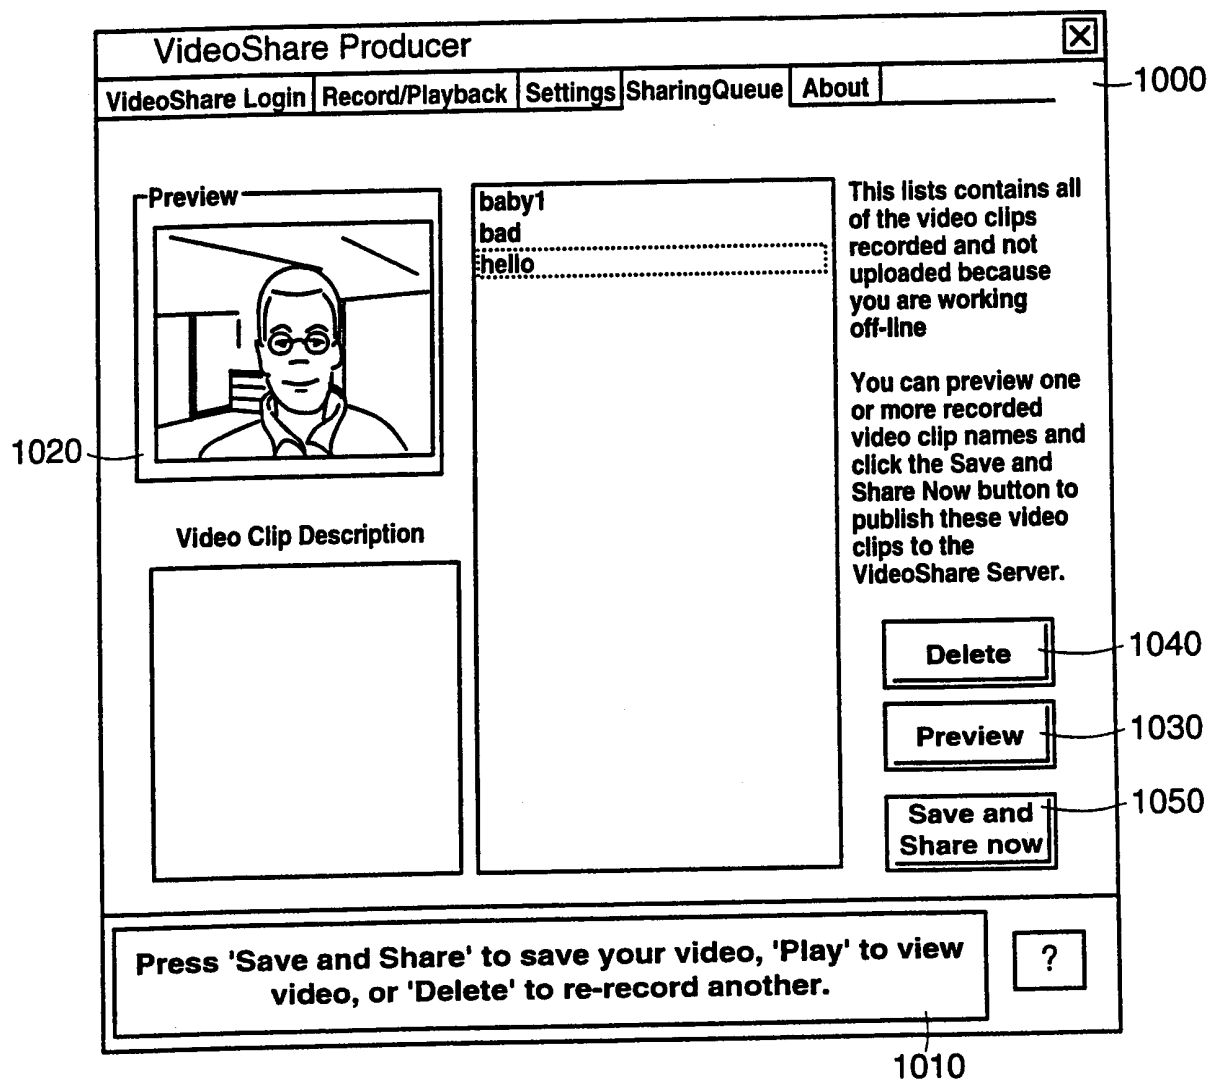 VideoShare Producer
1000
VideoShare Login Record/Playback Settings SharingQueue About
Preview
1020
Video Clip Description
baby1
bad
hello
This lists contains all
of the video clips
recorded and not
uploaded because
you are working
off-line
You can preview one
or more recorded
video clip names and
click the Save and
Share Now button to
publish these video
clips to the
VideoShare Server.
Delete
1040
Preview
1030
Save and
Share now
1050
Press 'Save and Share' to save your video, 'Play' to view
video, or 'Delete' to re-record another.
?
1010